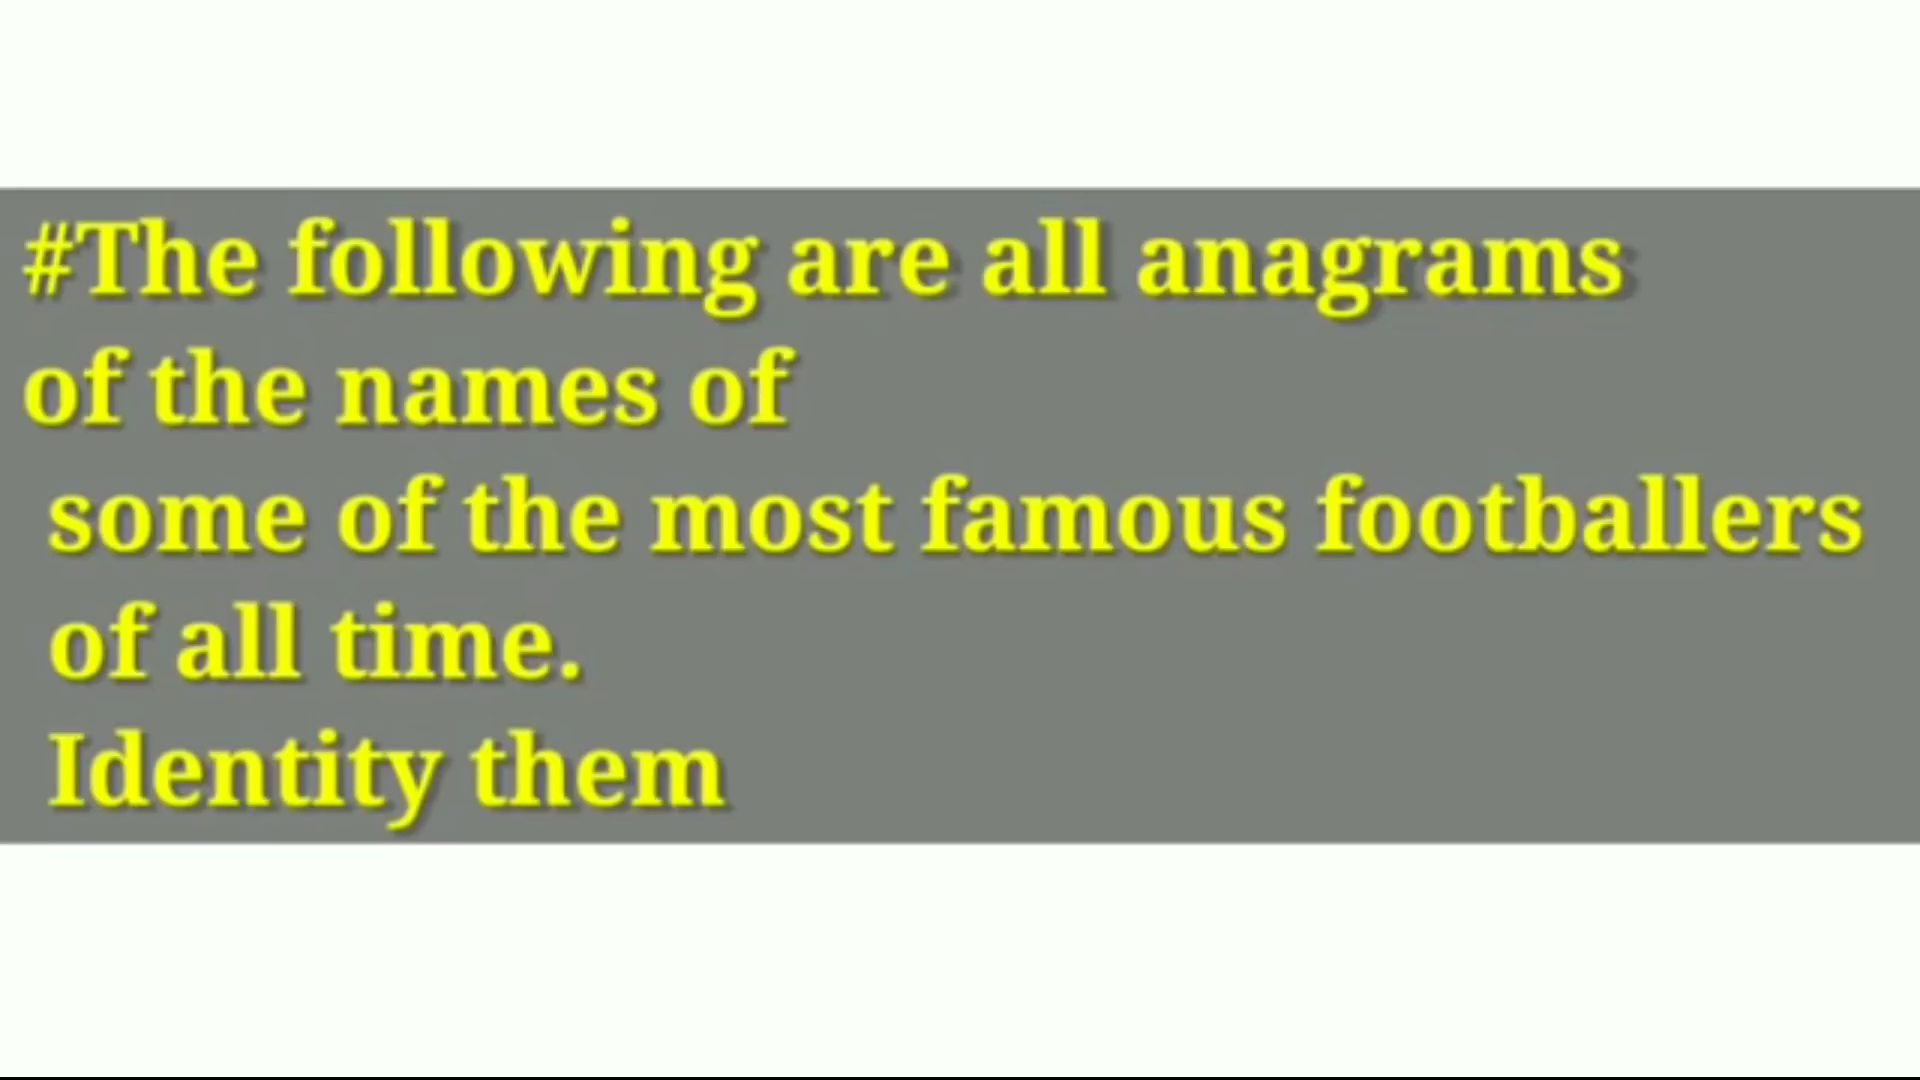 #The following are all anagrams
of the names of
some of the most famous footballers
of all time.
Identity them